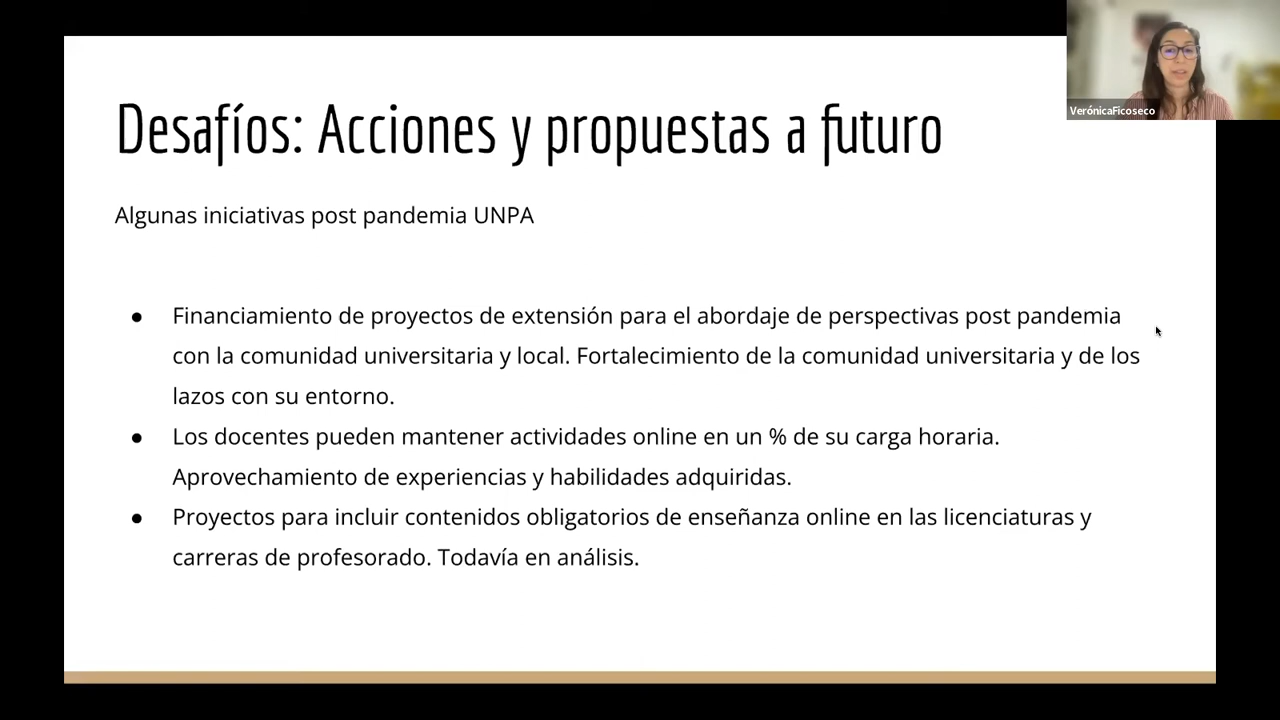 Desafíos: Acciones y propuestas a futuro
VerónicaFicoseco
Algunas iniciativas post pandemia UNPA
● Financiamiento de proyectos de extensión para el abordaje de perspectivas post pandemia
con la comunidad universitaria y local. Fortalecimiento de la comunidad universitaria y de los
lazos con su entorno.
● Los docentes pueden mantener actividades online en un % de su carga horaria.
Aprovechamiento de experiencias y habilidades adquiridas.
● Proyectos para incluir contenidos obligatorios de enseñanza online en las licenciaturas y
carreras de profesorado. Todavía en análisis.